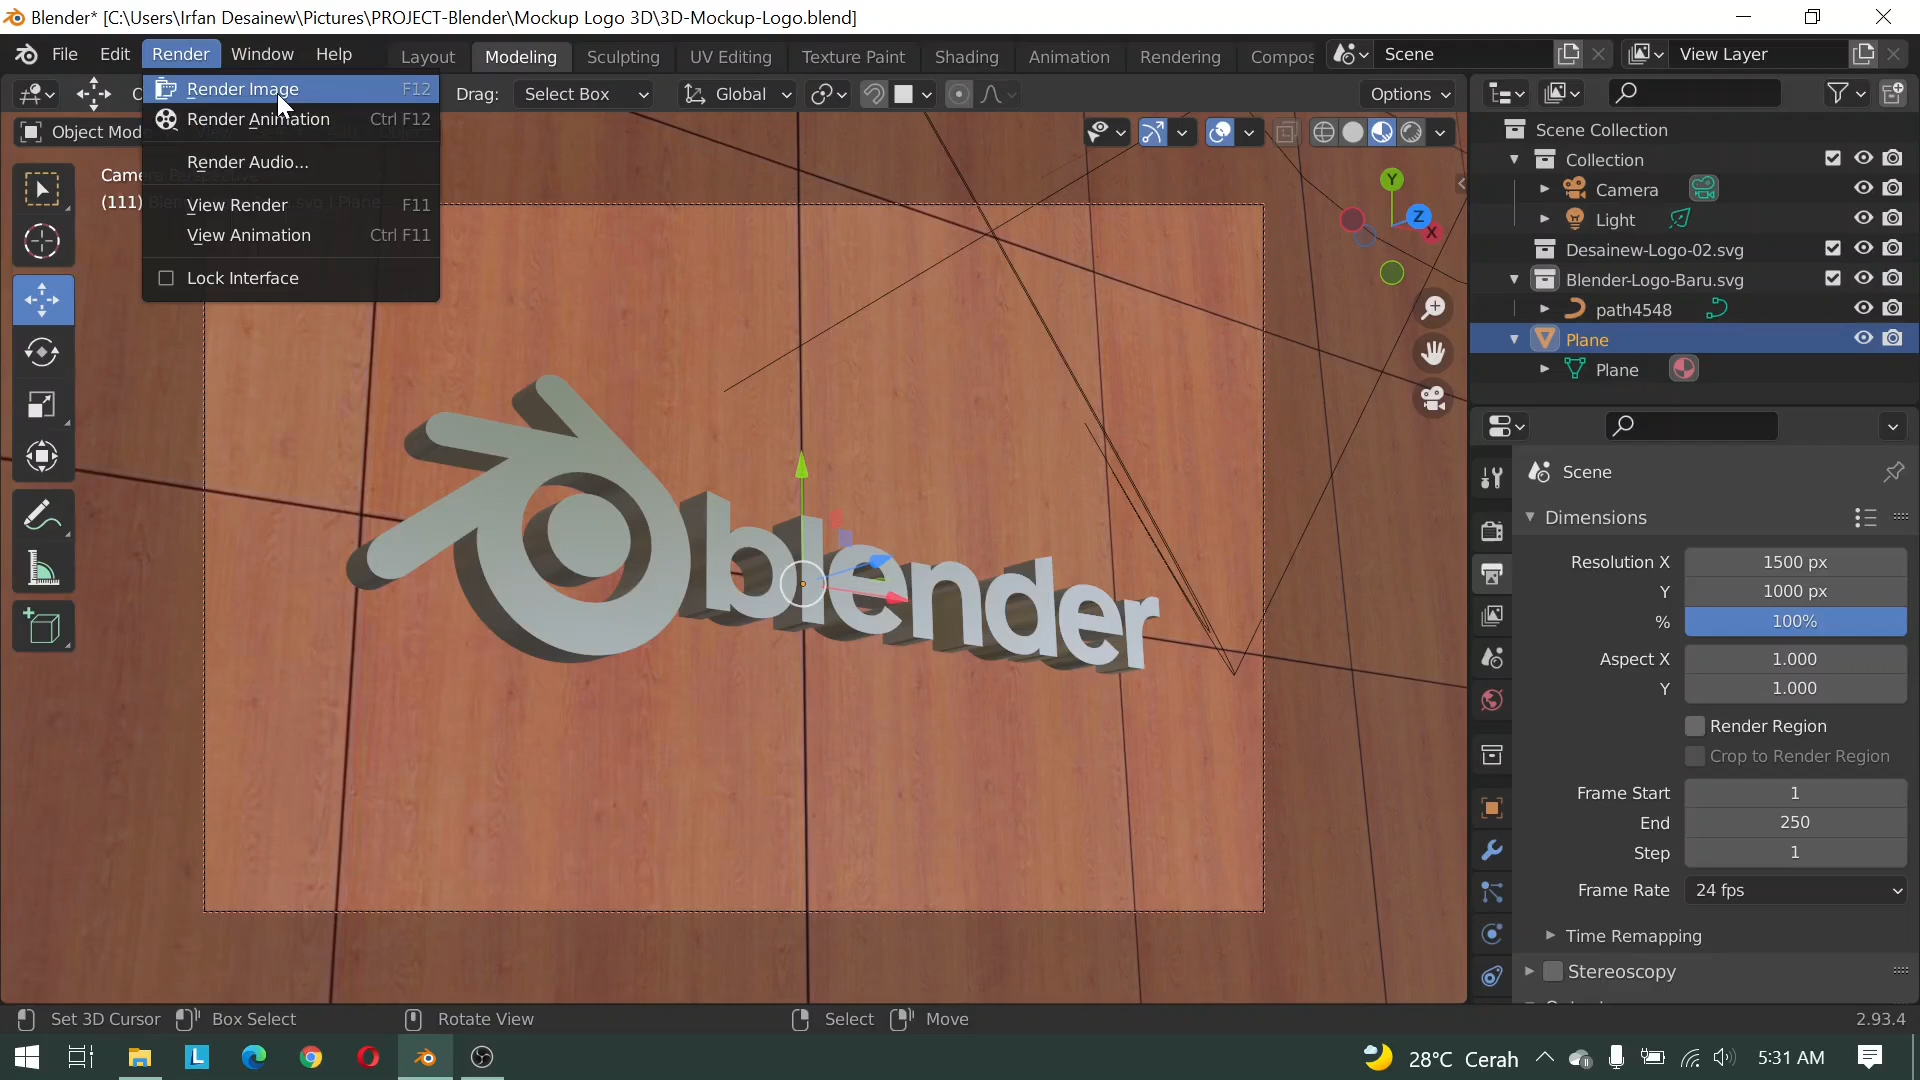 Blender* [C:\Users\Irfan Desainew\Pictures\PROJECT-Blender\Mockup Logo 3D\3D-Mockup-Logo.blend]
File Edit Render Window Help Layout Modeling Sculpting UV Editing Texture Paint Shading Animation Rendering Compos Scene View Layer
Render Image F12
Drag: Select Box Global Options
Render Animation Ctrl F12
Object Mode
Render Audio...
(111)
View Render F11
View Animation Ctrl F11
Lock Interface
Y
Z
X
blender
Scene Collection
Collection
Camera
Light
Desainew-Logo-02.svg
Blender-Logo-Baru.svg
path4548
Plane
Plane
Scene
Dimensions
Resolution X 1500 px
Y 1000 px
% 100%
Aspect X 1.000
Y 1.000
Render Region
Crop to Render Region
Frame Start 1
End 250
Step 1
Frame Rate 24 fps
Time Remapping
Stereoscopy
Set 3D Cursor Box Select Rotate View Select Move 2.93.4
28°C Cerah 5:31 AM